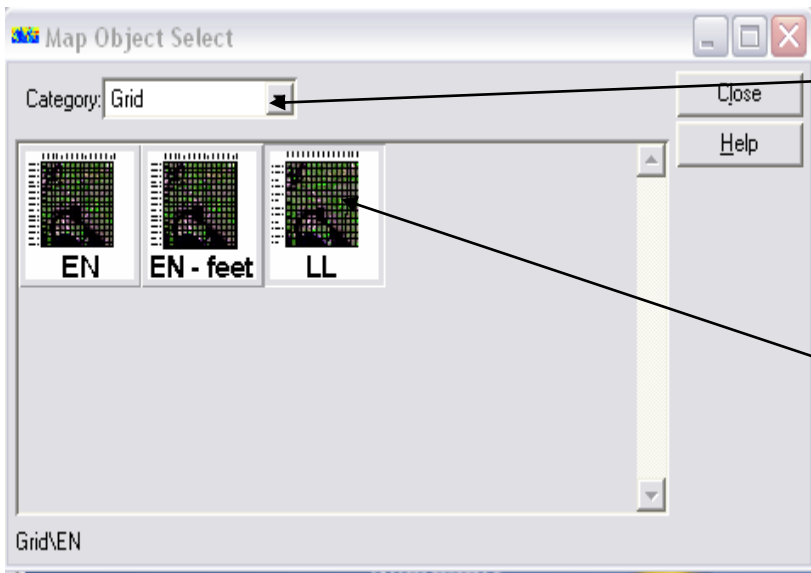 Map Object Select
Category: Grid
Close
Help
EN
EN - feet
LL
Grid\EN